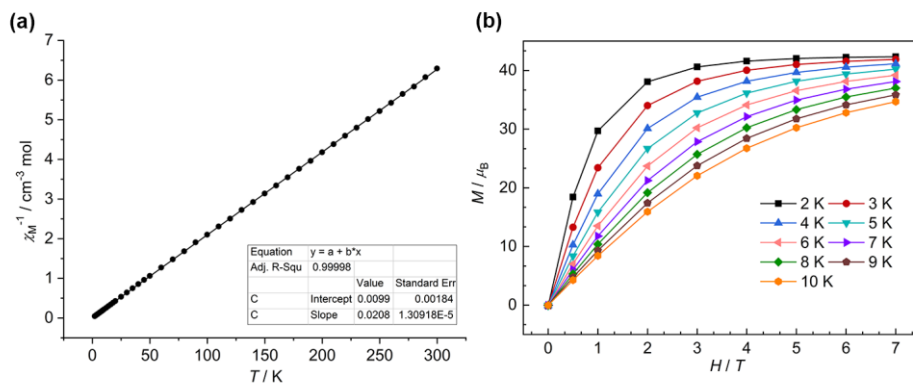 (a)
(b)
χM⁻¹ / cm⁻³ mol
7
6
5
4
3
2
1
0
Equation y = a + b*x
Adj. R-Squ 0.99998
Value Standard Err
C Intercept 0.0099 0.00184
C Slope 0.0208 1.30918E-5
0 50 100 150 200 250 300
T / K
M / μB
40
30
20
10
0
2 K 3 K
4 K 5 K
6 K 7 K
8 K 9 K
10 K
0 1 2 3 4 5 6 7
H / T